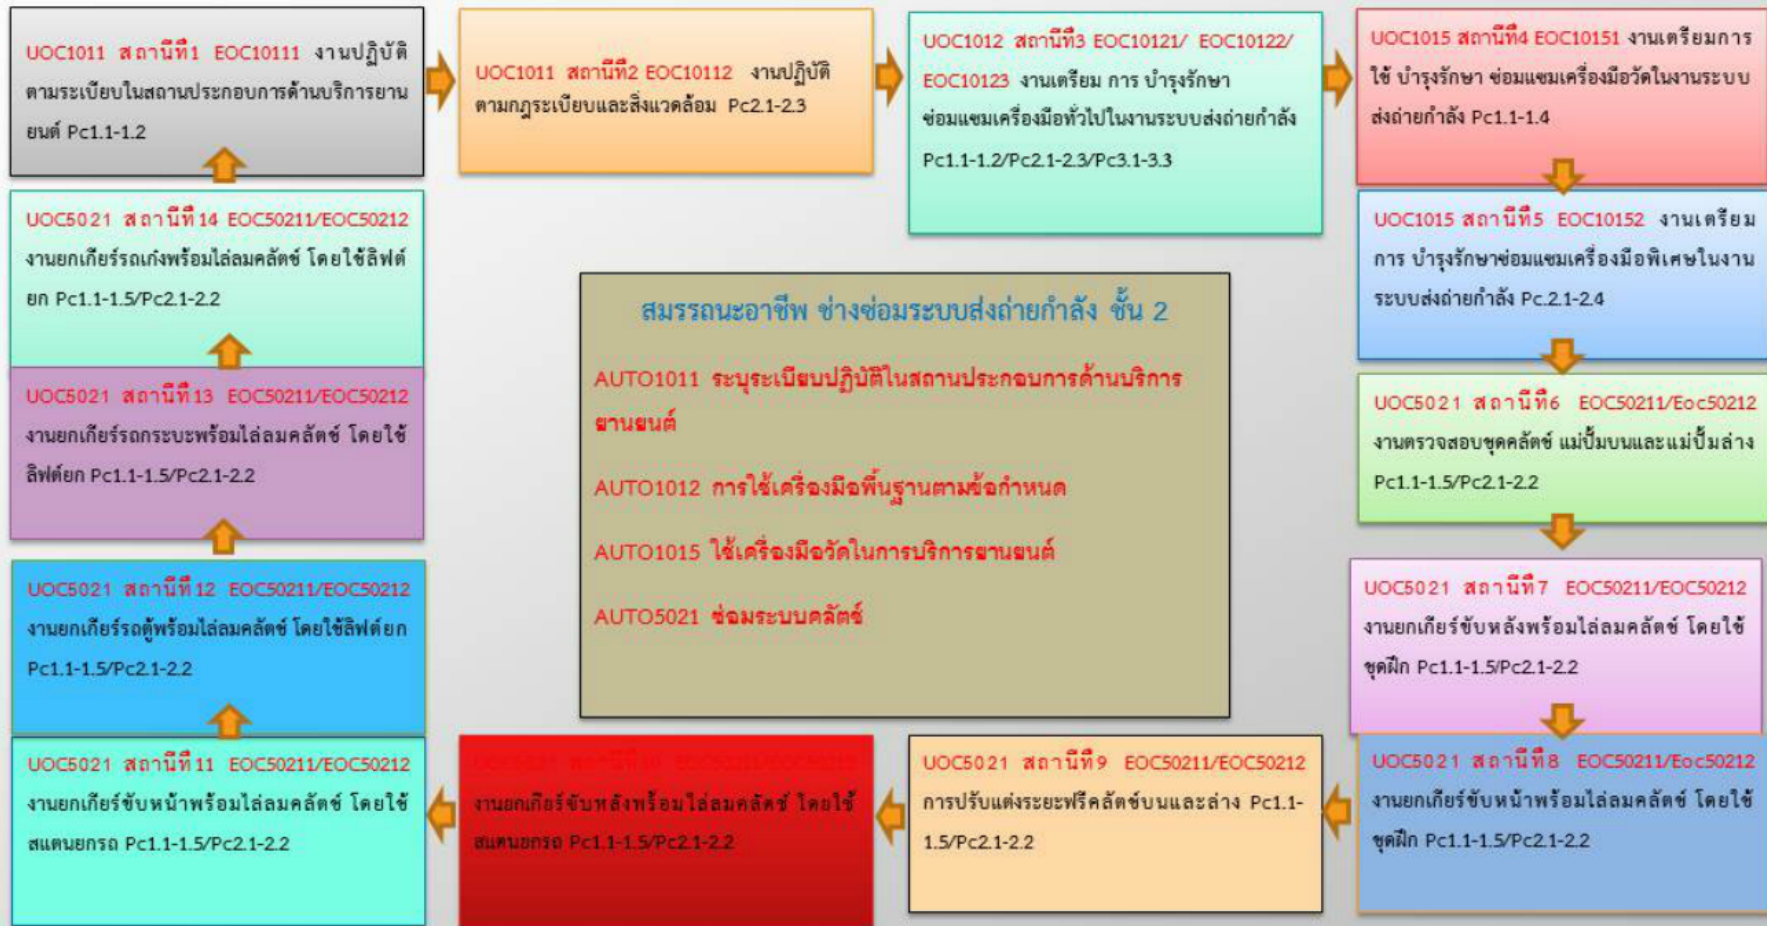 UOC1011 สถานีที่1 EOC10111 งานปฏิบัติ
ตามระเบียบในสถานประกอบการด้านบริการยาน
ยนต์ Pc1.1-1.2
UOC1011 สถานีที่2 EOC10112 งานปฏิบัติ
ตามกฎระเบียบและสิ่งแวดล้อม Pc2.1-2.3
UOC1012 สถานีที่3 EOC10121/ EOC10122/
EOC10123 งานเตรียม การ บำรุงรักษา
ซ่อมแซมเครื่องมือทั่วไปในงานระบบส่งถ่ายกำลัง
Pc1.1-1.2/Pc2.1-2.3/Pc3.1-3.3
UOC1015 สถานีที่4 EOC10151 งานเตรียมการ
ใช้ บำรุงรักษา ซ่อมแซมเครื่องมือวัดในงานระบบ
ส่งถ่ายกำลัง Pc1.1-1.4
UOC1015 สถานีที่5 EOC10152 งานเตรียม
การ บำรุงรักษาซ่อมแซมเครื่องมือพิเศษในงาน
ระบบส่งถ่ายกำลัง Pc.2.1-2.4
UOC5021 สถานีที่6 EOC50211/Eoc50212
งานตรวจสอบชุดคลัตช์ แม่ปั๊มบนและแม่ปั๊มล่าง
Pc1.1-1.5/Pc2.1-2.2
UOC5021 สถานีที่7 EOC50211/EOC50212
งานยกเกียร์ขับหลังพร้อมไล่ลมคลัตช์ โดยใช้
ชุดฝึก Pc1.1-1.5/Pc2.1-2.2
UOC5021 สถานีที่8 EOC50211/Eoc50212
งานยกเกียร์ขับหน้าพร้อมไล่ลมคลัตช์ โดยใช้
ชุดฝึก Pc1.1-1.5/Pc2.1-2.2
UOC5021 สถานีที่9 EOC50211/EOC50212
การปรับแต่งระยะฟรีคลัตช์บนและล่าง Pc1.1-
1.5/Pc2.1-2.2
UOC5021 สถานีที่10 EOC50211/EOC50212
งานยกเกียร์ขับหลังพร้อมไล่ลมคลัตช์ โดยใช้
สแตนยกรถ Pc1.1-1.5/Pc2.1-2.2
UOC5021 สถานีที่11 EOC50211/EOC50212
งานยกเกียร์ขับหน้าพร้อมไล่ลมคลัตช์ โดยใช้
สแตนยกรถ Pc1.1-1.5/Pc2.1-2.2
UOC5021 สถานีที่12 EOC50211/EOC50212
งานยกเกียร์รถตู้พร้อมไล่ลมคลัตช์ โดยใช้ลิฟต์ยก
Pc1.1-1.5/Pc2.1-2.2
UOC5021 สถานีที่13 EOC50211/EOC50212
งานยกเกียร์รถกระบะพร้อมไล่ลมคลัตช์ โดยใช้
ลิฟต์ยก Pc1.1-1.5/Pc2.1-2.2
UOC5021 สถานีที่14 EOC50211/EOC50212
งานยกเกียร์รถเก๋งพร้อมไล่ลมคลัตช์ โดยใช้ลิฟต์
ยก Pc1.1-1.5/Pc2.1-2.2
สมรรถนะอาชีพ ช่างซ่อมระบบส่งถ่ายกำลัง ชั้น 2
AUTO1011 ระบุระเบียบปฏิบัติในสถานประกอบการด้านบริการ
ยานยนต์
AUTO1012 การใช้เครื่องมือพื้นฐานตามข้อกำหนด
AUTO1015 ใช้เครื่องมือวัดในการบริการยานยนต์
AUTO5021 ซ่อมระบบคลัตช์